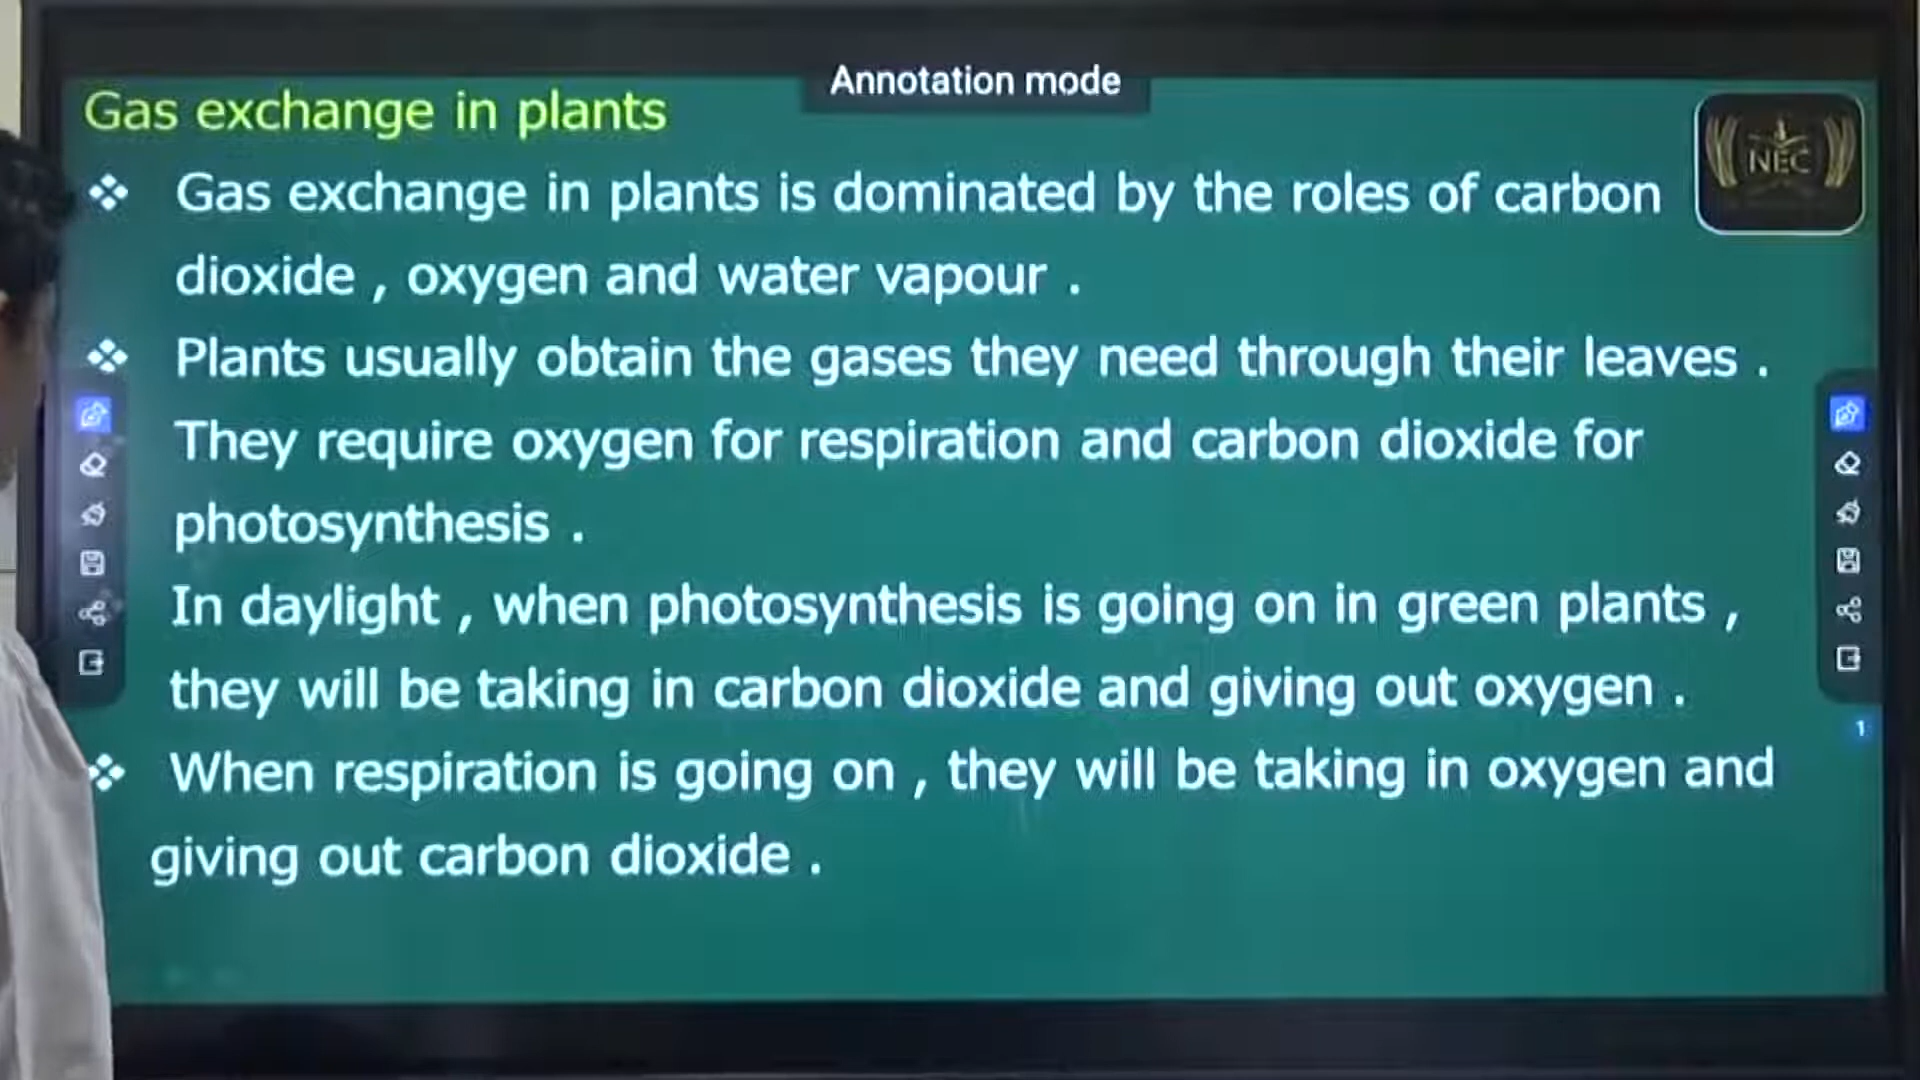 Annotation mode
Gas exchange in plants
NEC
❖ Gas exchange in plants is dominated by the roles of carbon
dioxide , oxygen and water vapour .
❖ Plants usually obtain the gases they need through their leaves .
They require oxygen for respiration and carbon dioxide for
photosynthesis .
In daylight , when photosynthesis is going on in green plants ,
they will be taking in carbon dioxide and giving out oxygen .
1
❖ When respiration is going on , they will be taking in oxygen and
giving out carbon dioxide .